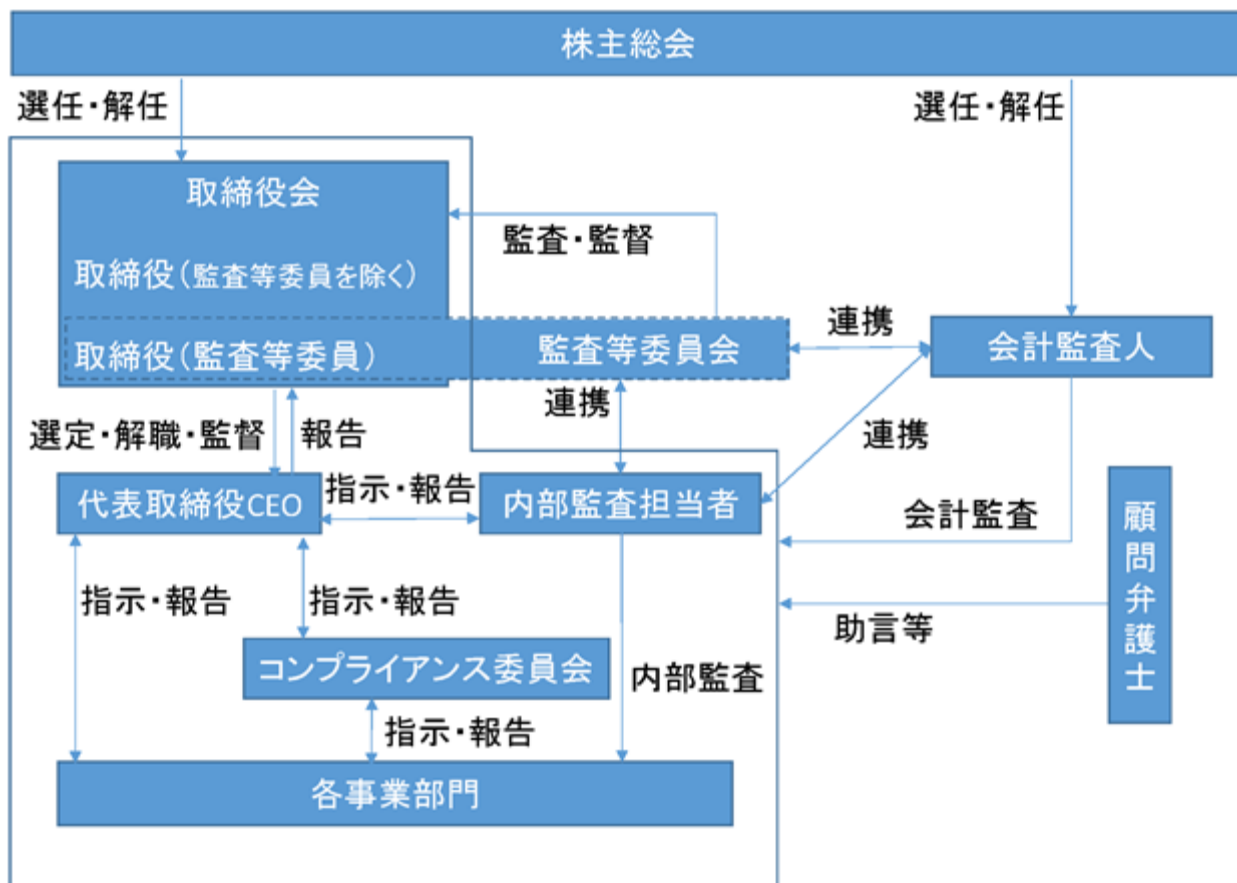 株主総会
選任・解任
選任・解任
取締役会
監査・監督
取締役（監査等委員を除く）
取締役（監査等委員）
監査等委員会
連携
会計監査人
連携
連携
選定・解職・監督
報告
代表取締役CEO
指示・報告
内部監査担当者
会計監査
顧問弁護士
指示・報告
指示・報告
助言等
コンプライアンス委員会
内部監査
指示・報告
各事業部門